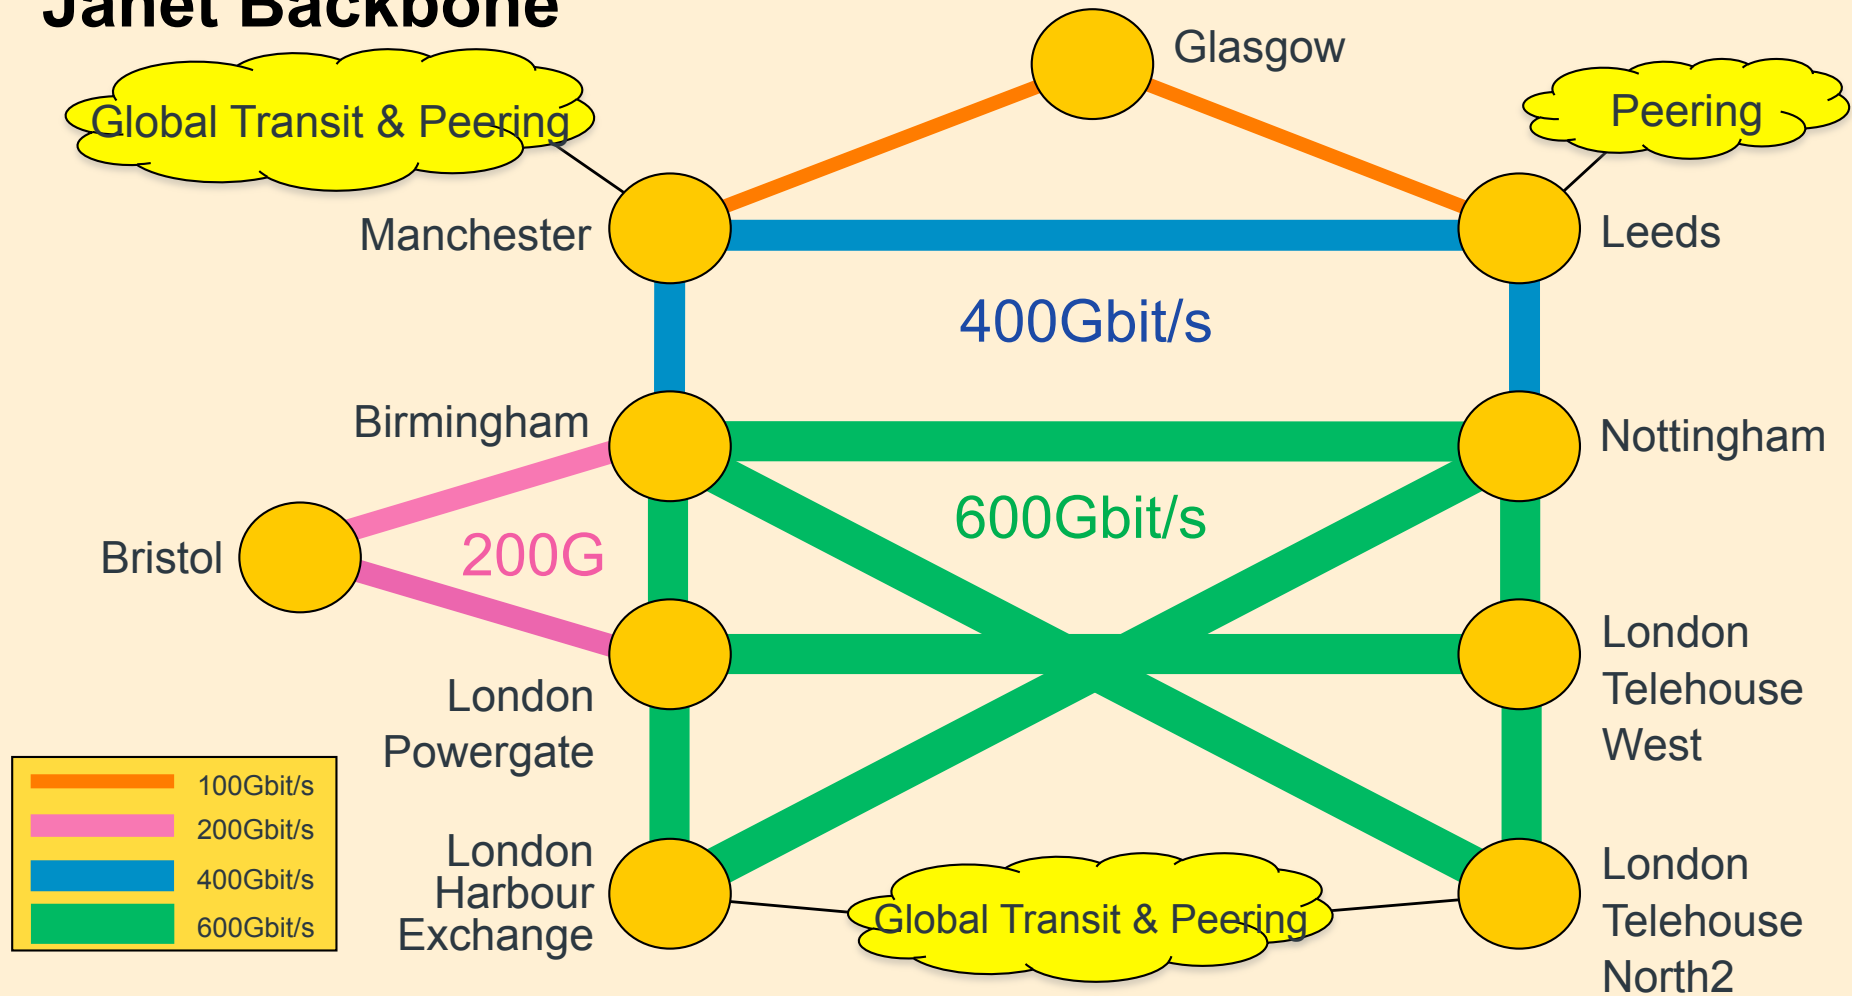 Janet Backbone
Glasgow
Global Transit & Peering
Peering
Manchester
Leeds
400Gbit/s
Birmingham
Nottingham
600Gbit/s
Bristol
200G
London
Powergate
London
Telehouse
West
100Gbit/s
200Gbit/s
400Gbit/s
600Gbit/s
London
Harbour
Exchange
Global Transit & Peering
London
Telehouse
North2